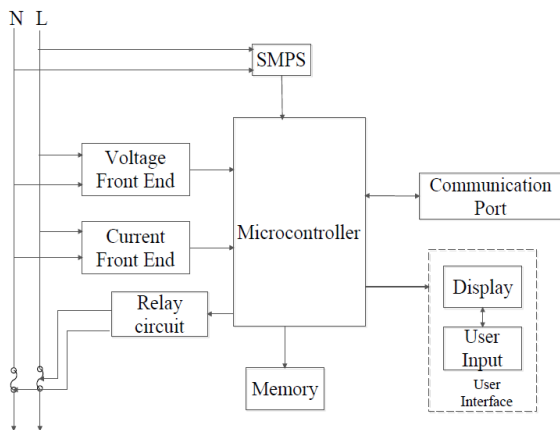 N L
SMPS
Voltage
Front End
Microcontroller
Communication
Port
Current
Front End
Relay
circuit
Display
User
Input
User
Interface
Memory